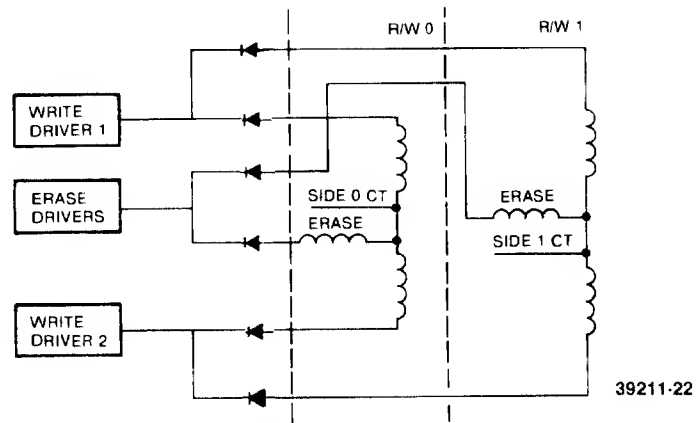 R/W 0
R/W 1
WRITE
DRIVER 1
ERASE
DRIVERS
SIDE 0 CT
ERASE
ERASE
SIDE 1 CT
WRITE
DRIVER 2
39211-22